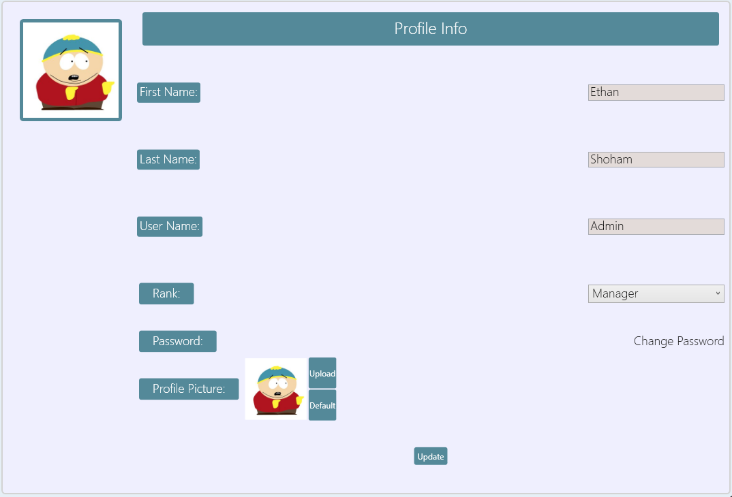 Profile Info
First Name: Ethan
Last Name: Shoham
User Name: Admin
Rank: Manager
Password: Change Password
Profile Picture: Upload
Default
Update